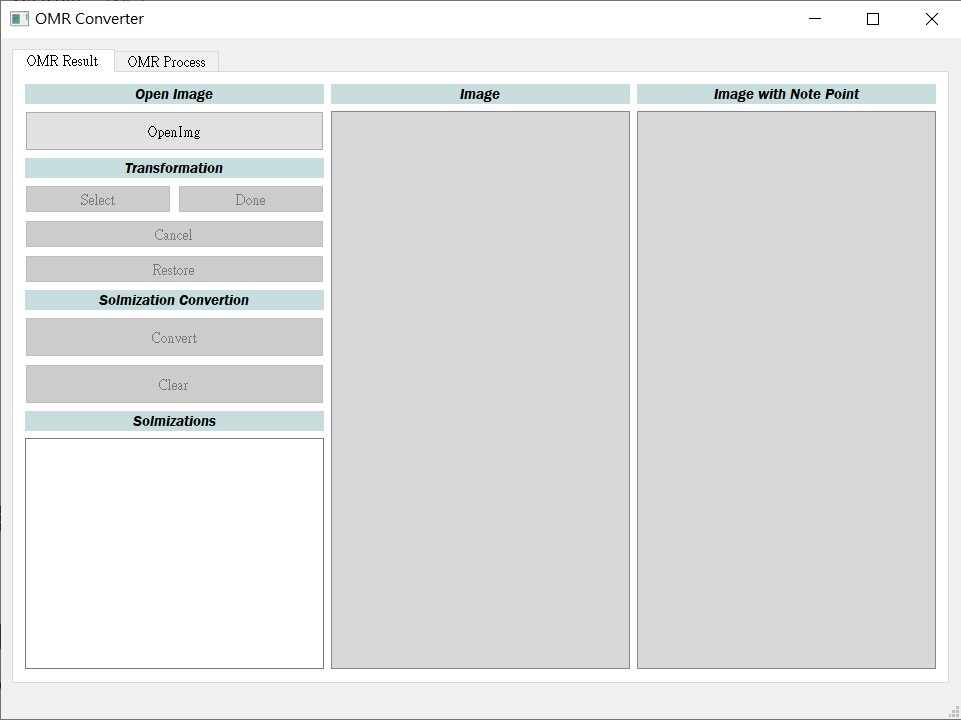 OMR Converter
OMR Result
OMR Process
Open Image
OpenImg
Transformation
Select
Done
Cancel
Restore
Solmization Convertion
Convert
Clear
Solmizations
Image
Image with Note Point